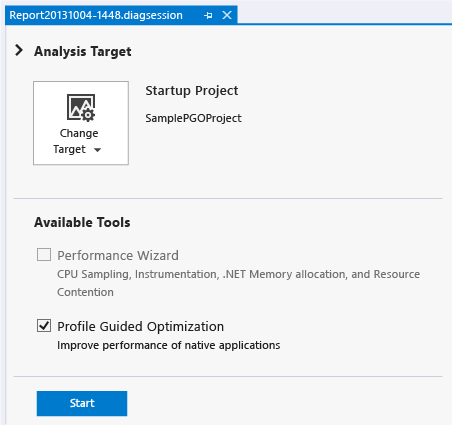 Report20131004-1448.diagsession
Analysis Target
Change
Target
Startup Project
SamplePGOProject
Available Tools
Performance Wizard
CPU Sampling, Instrumentation, .NET Memory allocation, and Resource
Contention
Profile Guided Optimization
Improve performance of native applications
Start